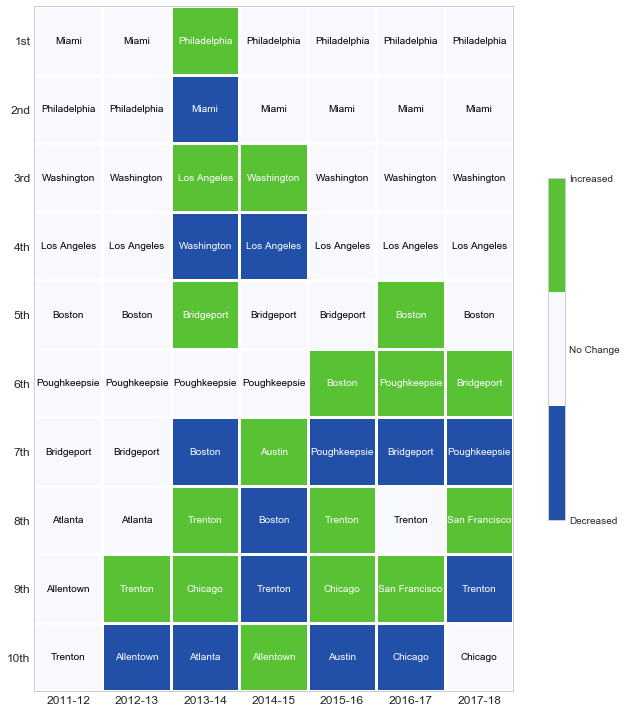 1st Miami Miami Philadelphia Philadelphia Philadelphia Philadelphia Philadelphia
2nd Philadelphia Philadelphia Miami Miami Miami Miami Miami
3rd Washington Washington Los Angeles Washington Washington Washington Washington
4th Los Angeles Los Angeles Washington Los Angeles Los Angeles Los Angeles Los Angeles
5th Boston Boston Bridgeport Bridgeport Bridgeport Boston Boston
6th Poughkeepsie Poughkeepsie Poughkeepsie Poughkeepsie Boston Poughkeepsie Bridgeport
7th Bridgeport Bridgeport Boston Austin Poughkeepsie Bridgeport Poughkeepsie
8th Atlanta Atlanta Trenton Boston Trenton Trenton San Francisco
9th Allentown Trenton Chicago Trenton Chicago San Francisco Trenton
10th Trenton Allentown Atlanta Allentown Austin Chicago Chicago
2011-12 2012-13 2013-14 2014-15 2015-16 2016-17 2017-18
Increased
No Change
Decreased